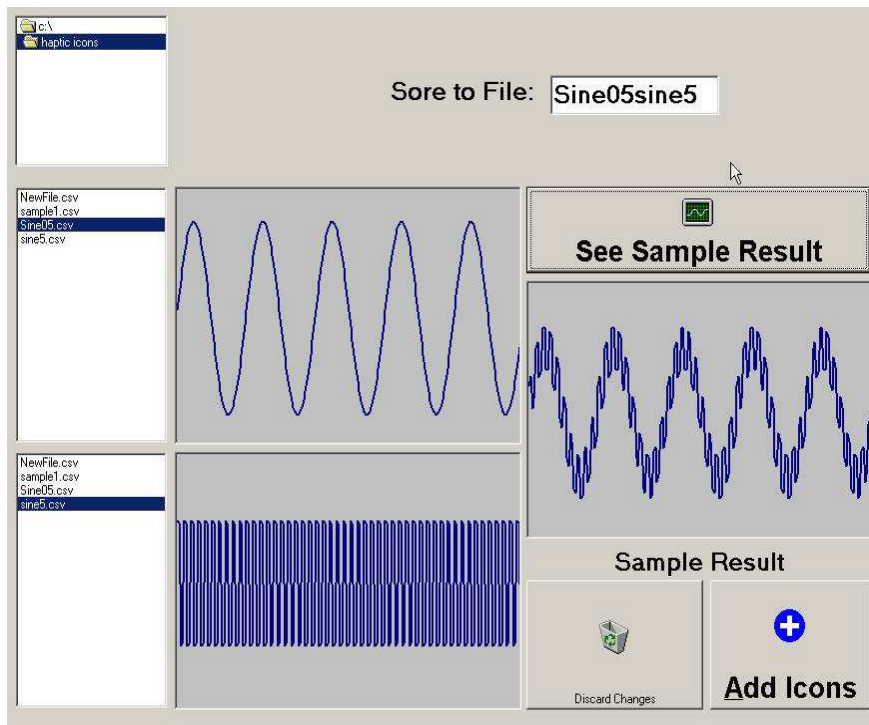 c:\
haptic icons
Sore to File: Sine05sine5
NewFile.csv
sample1.csv
Sine05.csv
sine5.csv
See Sample Result
NewFile.csv
sample1.csv
Sine05.csv
sine5.csv
Sample Result
Discard Changes
Add Icons